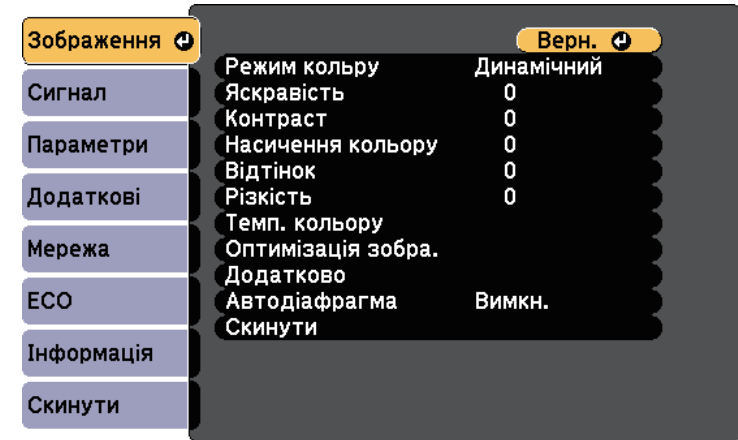 Зображення
Верн.
Режим кольру Динамічний
Яскравість 0
Контраст 0
Насичення кольору 0
Відтінок 0
Різкість 0
Темп. кольору
Оптимізація зобра.
Додатково
Автодіафрагма Вимкн.
Скинути
Сигнал
Параметри
Додаткові
Мережа
ECO
Інформація
Скинути